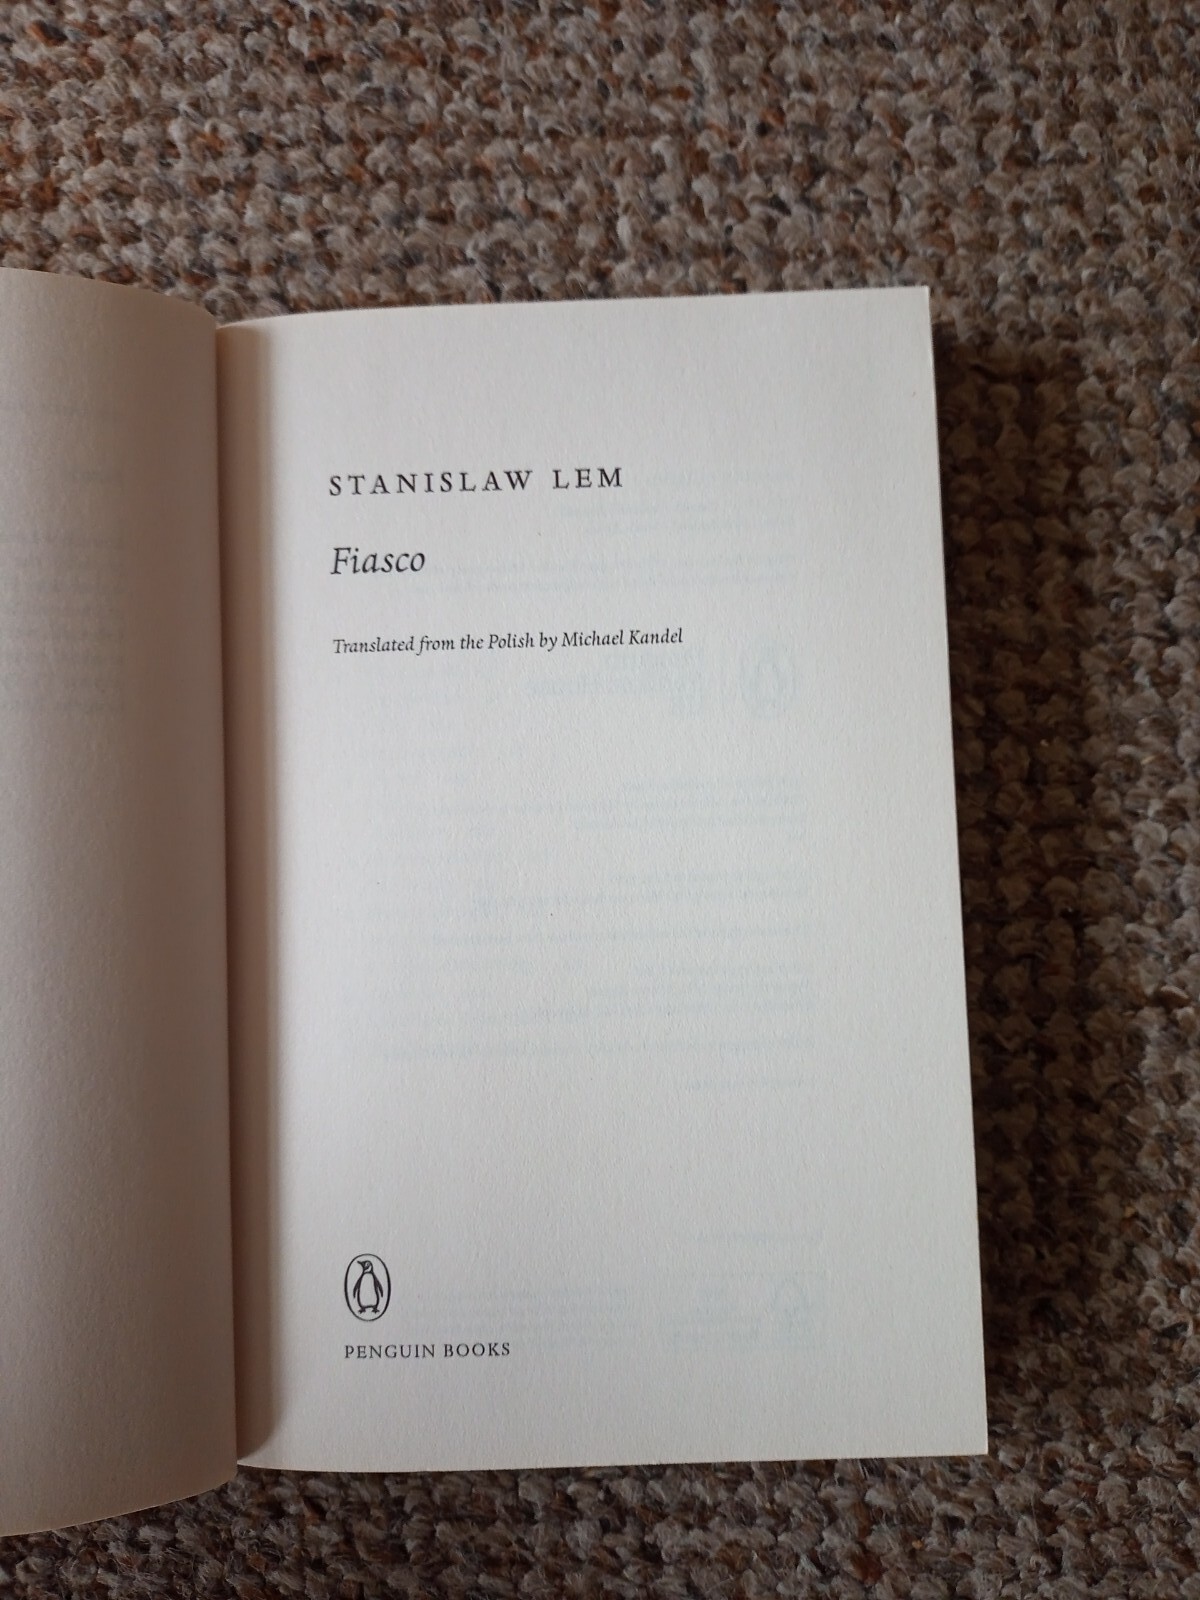 STANISLAW LEM
Fiasco
Translated from the Polish by Michael Kandel
PENGUIN BOOKS